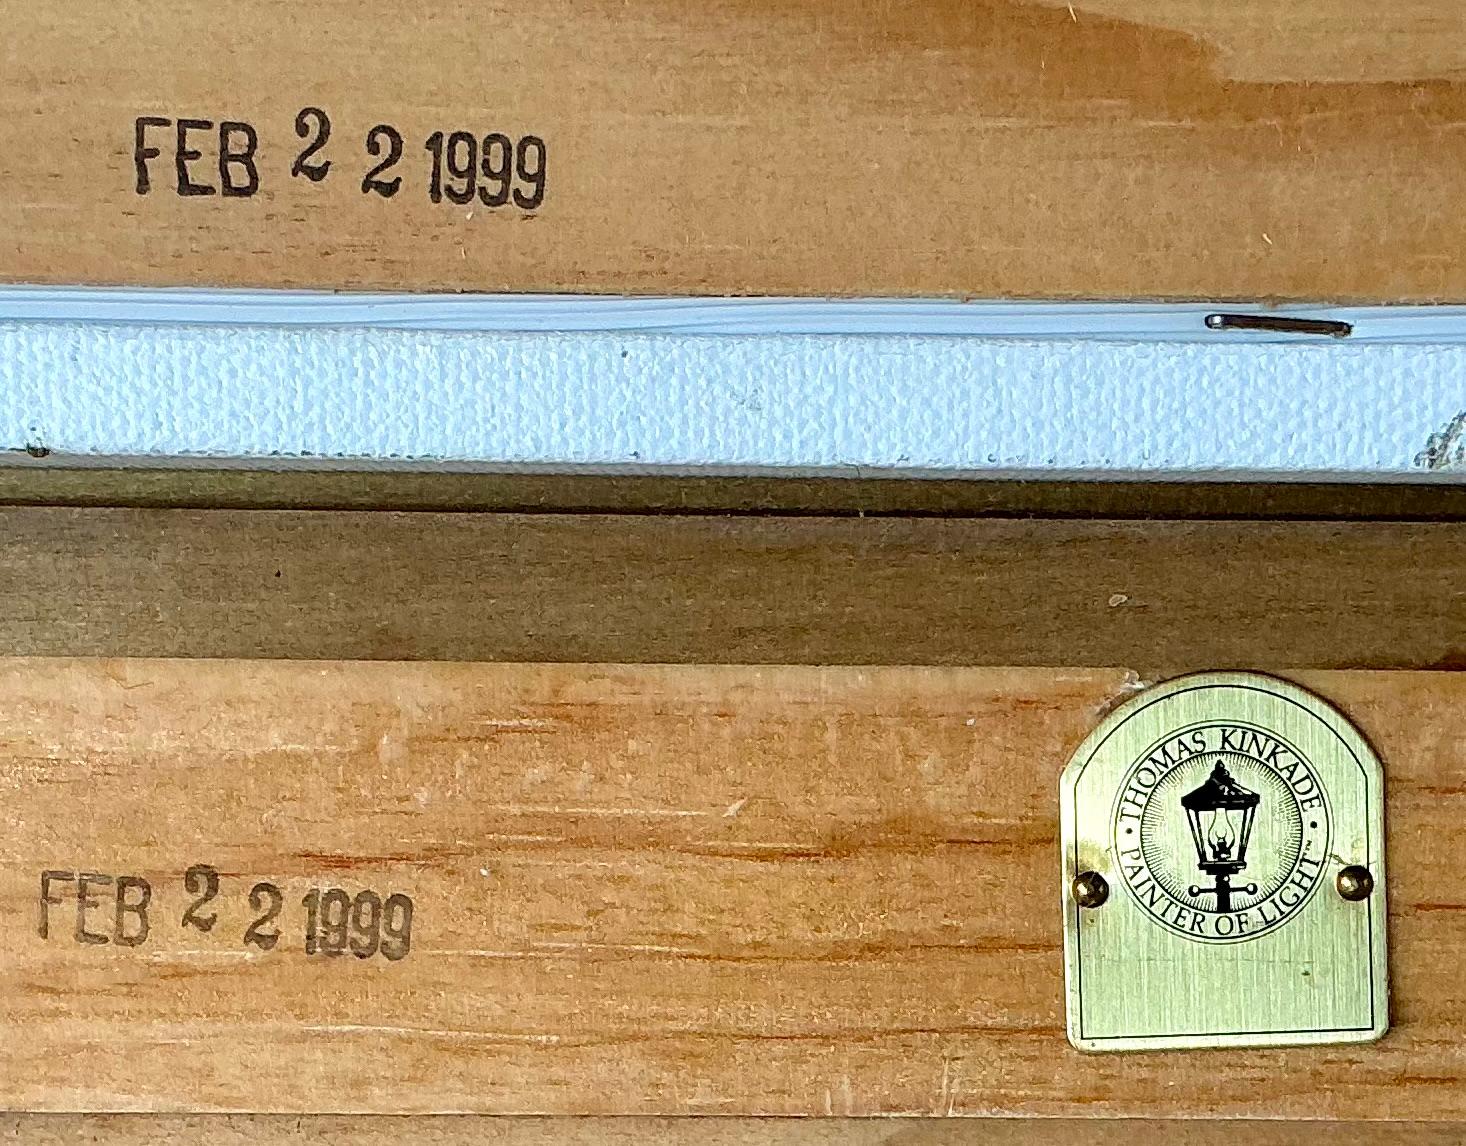 FEB 2 2 1999
THOMAS KINKADE
PAINTER OF LIGHT™
FEB 2 2 1999